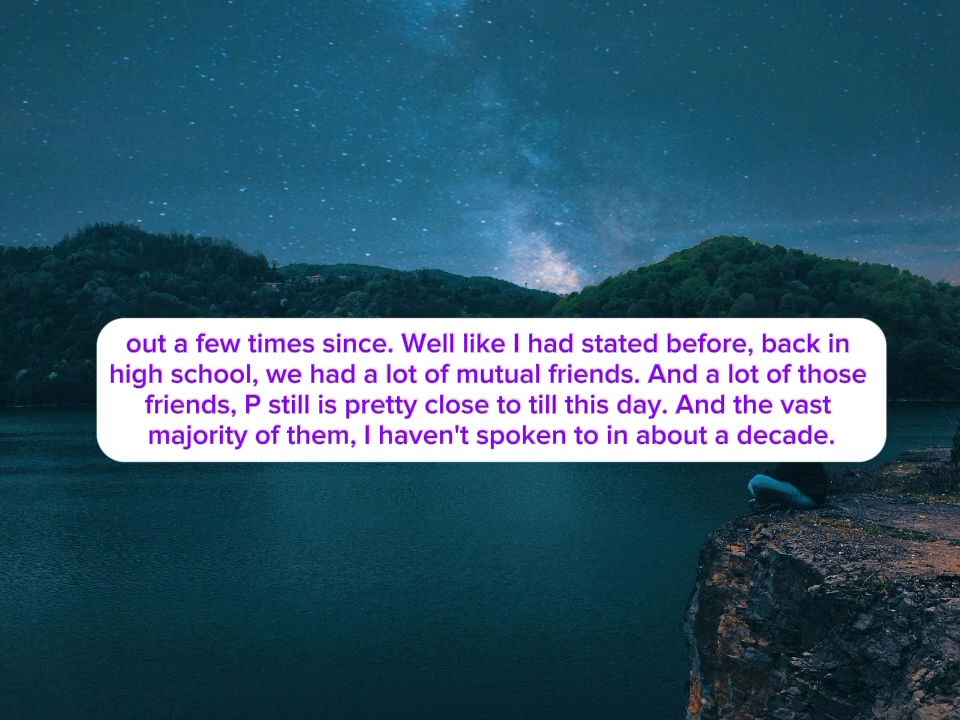 out a few times since. Well like I had stated before, back in
high school, we had a lot of mutual friends. And a lot of those
friends, P still is pretty close to till this day. And the vast
majority of them, I haven't spoken to in about a decade.